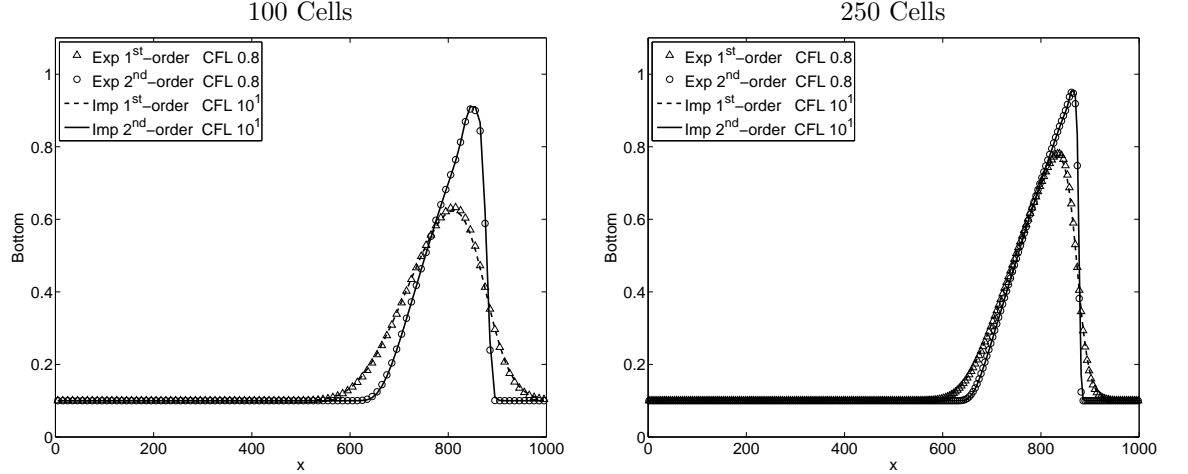 100 Cells
Exp 1st−order CFL 0.8
Exp 2nd−order CFL 0.8
Imp 1st−order CFL 10^1
Imp 2nd−order CFL 10^1
1
0.8
0.6
0.4
0.2
0
Bottom
0 200 400 600 800 1000
x
250 Cells
Exp 1st−order CFL 0.8
Exp 2nd−order CFL 0.8
Imp 1st−order CFL 10^1
Imp 2nd−order CFL 10^1
1
0.8
0.6
0.4
0.2
0
Bottom
0 200 400 600 800 1000
x